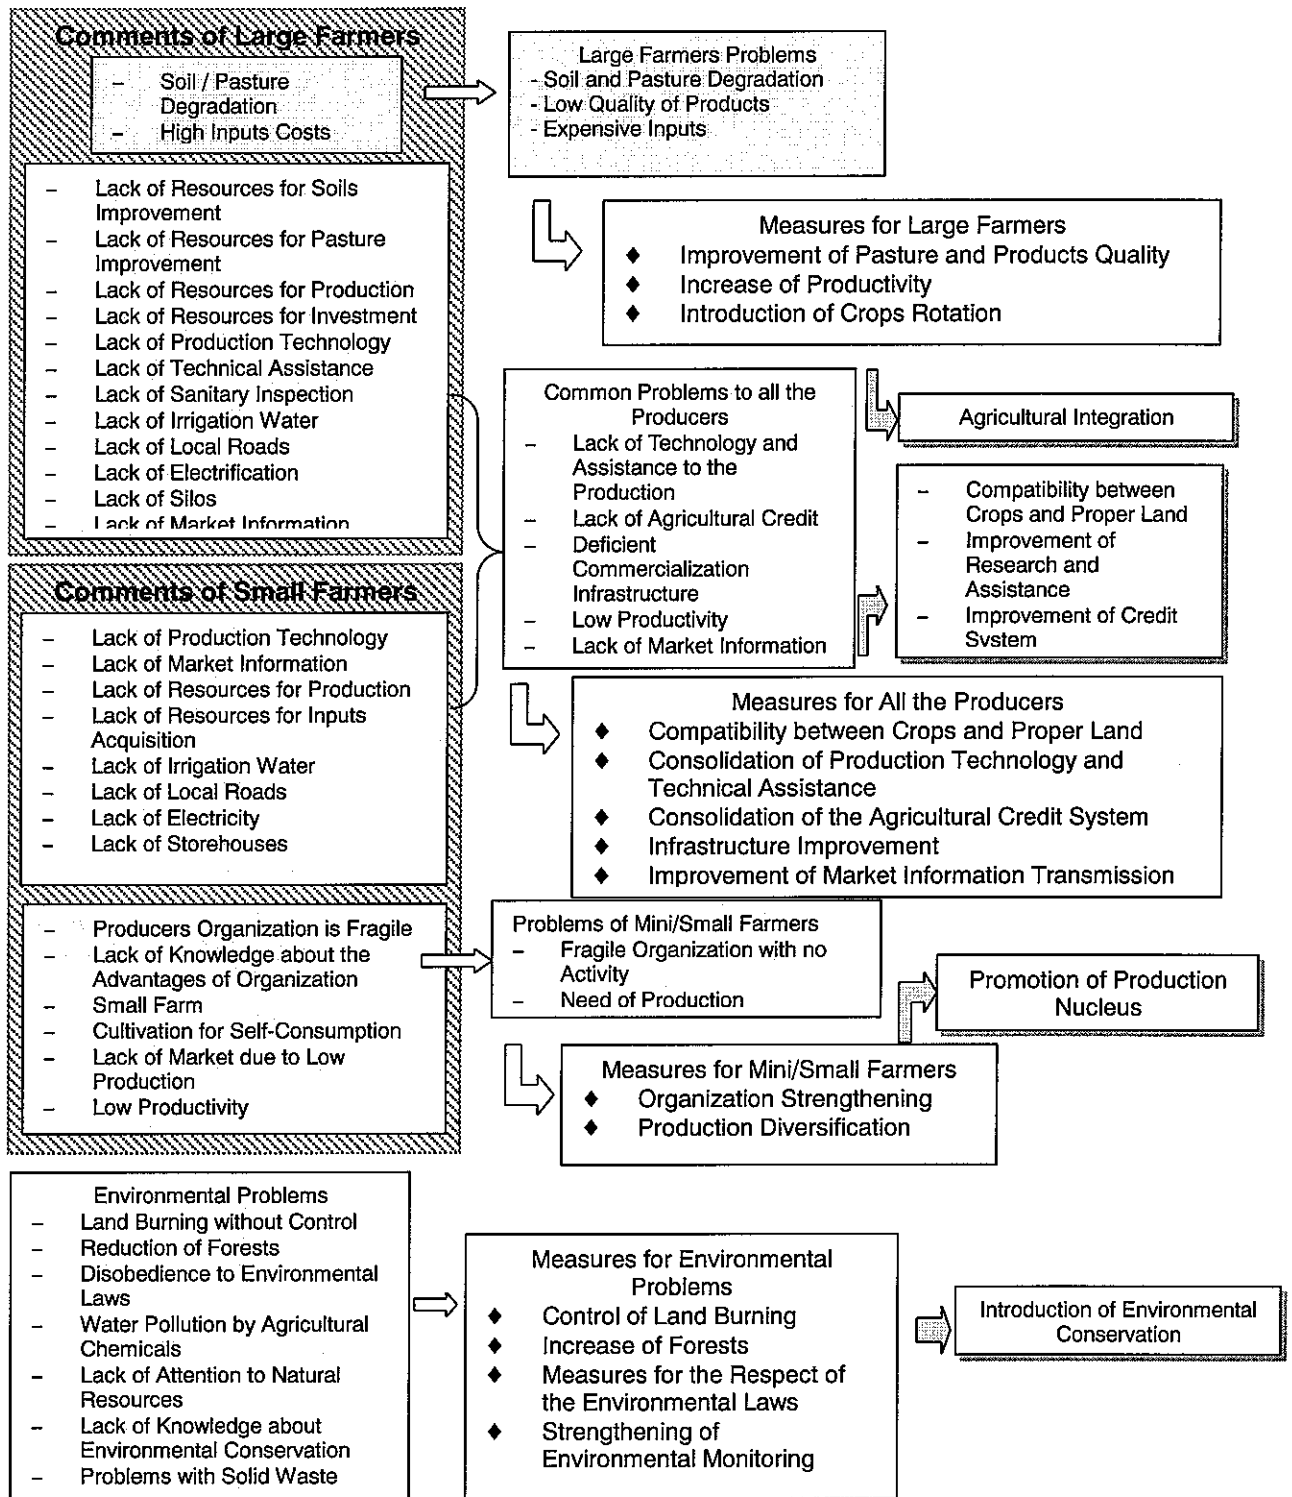 Comments of Large Farmers
– Soil / Pasture
Degradation
– High Inputs Costs
– Lack of Resources for Soils
Improvement
– Lack of Resources for Pasture
Improvement
– Lack of Resources for Production
– Lack of Resources for Investment
– Lack of Production Technology
– Lack of Technical Assistance
– Lack of Sanitary Inspection
– Lack of Irrigation Water
– Lack of Local Roads
– Lack of Electrification
– Lack of Silos
– Lack of Market Information
Large Farmers Problems
- Soil and Pasture Degradation
- Low Quality of Products
- Expensive Inputs
Measures for Large Farmers
♦ Improvement of Pasture and Products Quality
♦ Increase of Productivity
♦ Introduction of Crops Rotation
Agricultural Integration
Common Problems to all the
Producers
– Lack of Technology and
Assistance to the
Production
– Lack of Agricultural Credit
– Deficient
Commercialization
Infrastructure
– Low Productivity
– Lack of Market Information
– Compatibility between
Crops and Proper Land
– Improvement of
Research and
Assistance
– Improvement of Credit
System
Comments of Small Farmers
– Lack of Production Technology
– Lack of Market Information
– Lack of Resources for Production
– Lack of Resources for Inputs
Acquisition
– Lack of Irrigation Water
– Lack of Local Roads
– Lack of Electricity
– Lack of Storehouses
Measures for All the Producers
♦ Compatibility between Crops and Proper Land
♦ Consolidation of Production Technology and
Technical Assistance
♦ Consolidation of the Agricultural Credit System
♦ Infrastructure Improvement
♦ Improvement of Market Information Transmission
– Producers Organization is Fragile
– Lack of Knowledge about the
Advantages of Organization
– Small Farm
– Cultivation for Self-Consumption
– Lack of Market due to Low
Production
– Low Productivity
Problems of Mini/Small Farmers
– Fragile Organization with no
Activity
– Need of Production
Promotion of Production
Nucleus
Measures for Mini/Small Farmers
♦ Organization Strengthening
♦ Production Diversification
Environmental Problems
– Land Burning without Control
– Reduction of Forests
– Disobedience to Environmental
Laws
– Water Pollution by Agricultural
Chemicals
– Lack of Attention to Natural
Resources
– Lack of Knowledge about
Environmental Conservation
– Problems with Solid Waste
Measures for Environmental
Problems
♦ Control of Land Burning
♦ Increase of Forests
♦ Measures for the Respect of
the Environmental Laws
♦ Strengthening of
Environmental Monitoring
Introduction of Environmental
Conservation